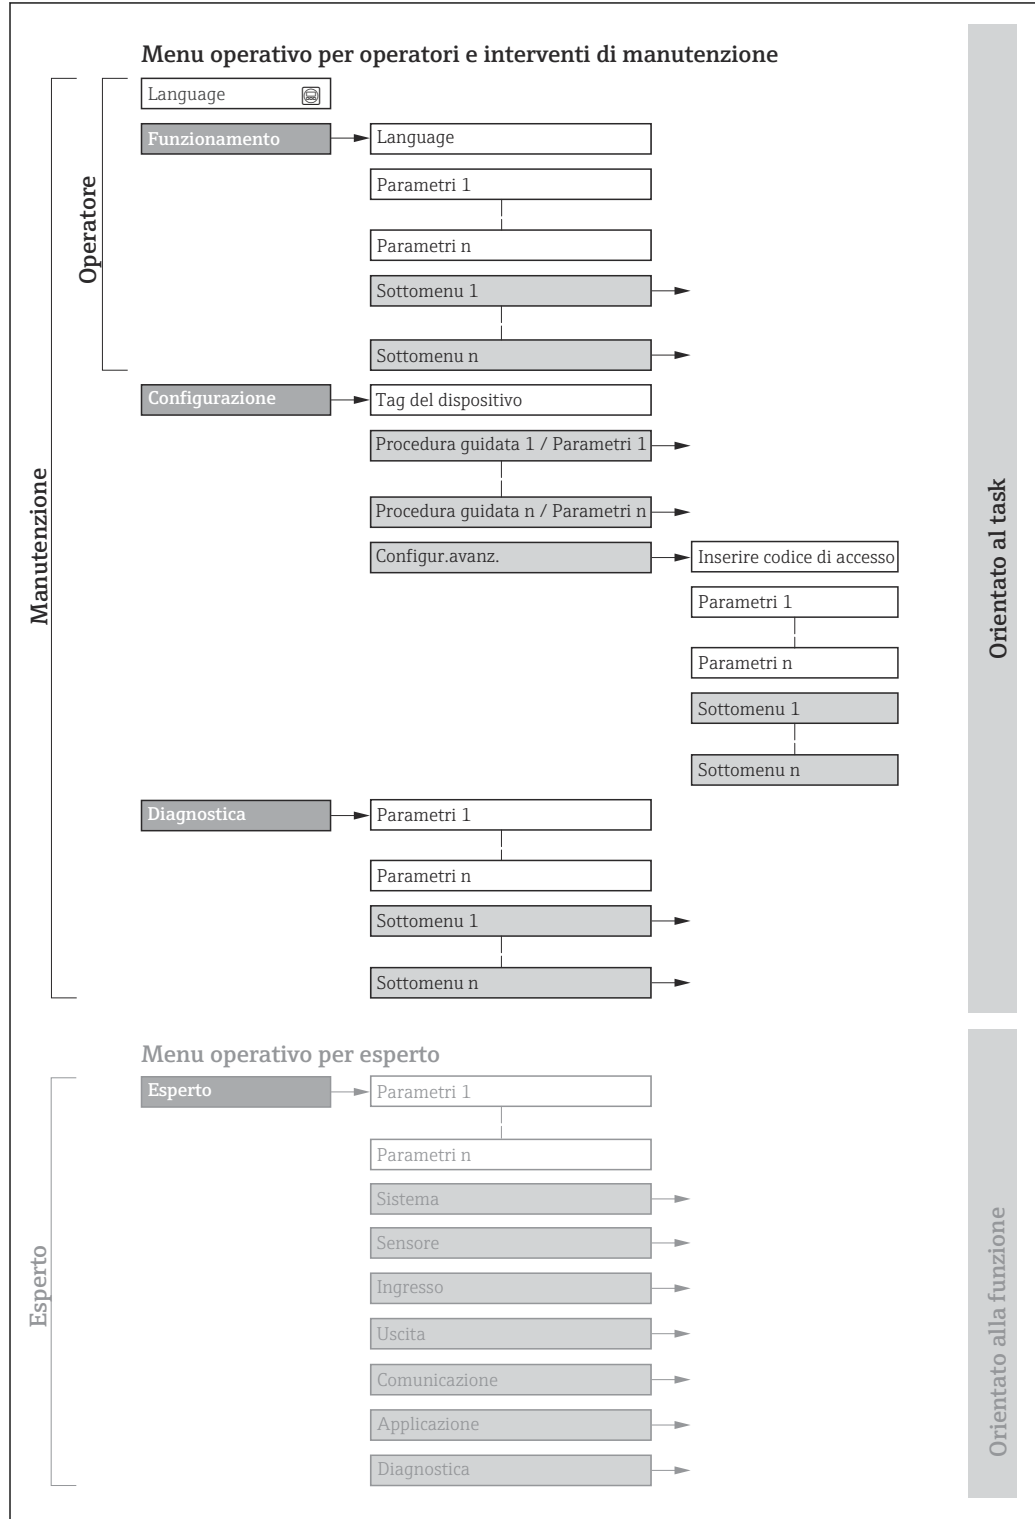 Menu operativo per operatori e interventi di manutenzione
Language
Funzionamento
Language
Parametri 1
Parametri n
Sottomenu 1
Sottomenu n
Operatore
Configurazione
Tag del dispositivo
Procedura guidata 1 / Parametri 1
Procedura guidata n / Parametri n
Configur.avanz.
Inserire codice di accesso
Parametri 1
Parametri n
Sottomenu 1
Sottomenu n
Manutenzione
Orientato al task
Diagnostica
Parametri 1
Parametri n
Sottomenu 1
Sottomenu n
Menu operativo per esperto
Esperto
Parametri 1
Parametri n
Sistema
Sensore
Ingresso
Uscita
Comunicazione
Applicazione
Diagnostica
Esperto
Orientato alla funzione